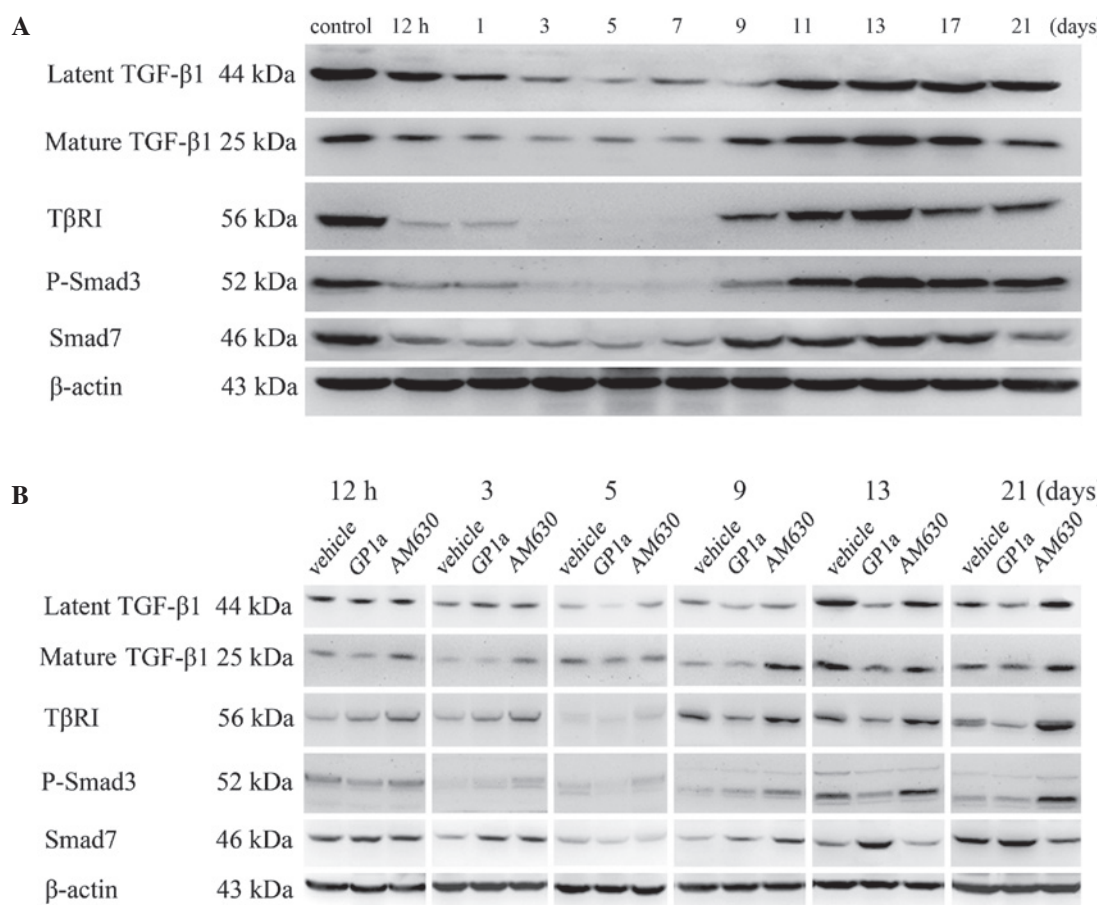 A
control 12 h 1 3 5 7 9 11 13 17 21 (days
Latent TGF-β1 44 kDa
Mature TGF-β1 25 kDa
TβRI 56 kDa
P-Smad3 52 kDa
Smad7 46 kDa
β-actin 43 kDa
B
12 h 3 5 9 13 21 (days)
vehicle GP1a AM630 vehicle GP1a AM630 vehicle GP1a AM630 vehicle GP1a AM630 vehicle GP1a AM630 vehicle GP1a AM630
Latent TGF-β1 44 kDa
Mature TGF-β1 25 kDa
TβRI 56 kDa
P-Smad3 52 kDa
Smad7 46 kDa
β-actin 43 kDa